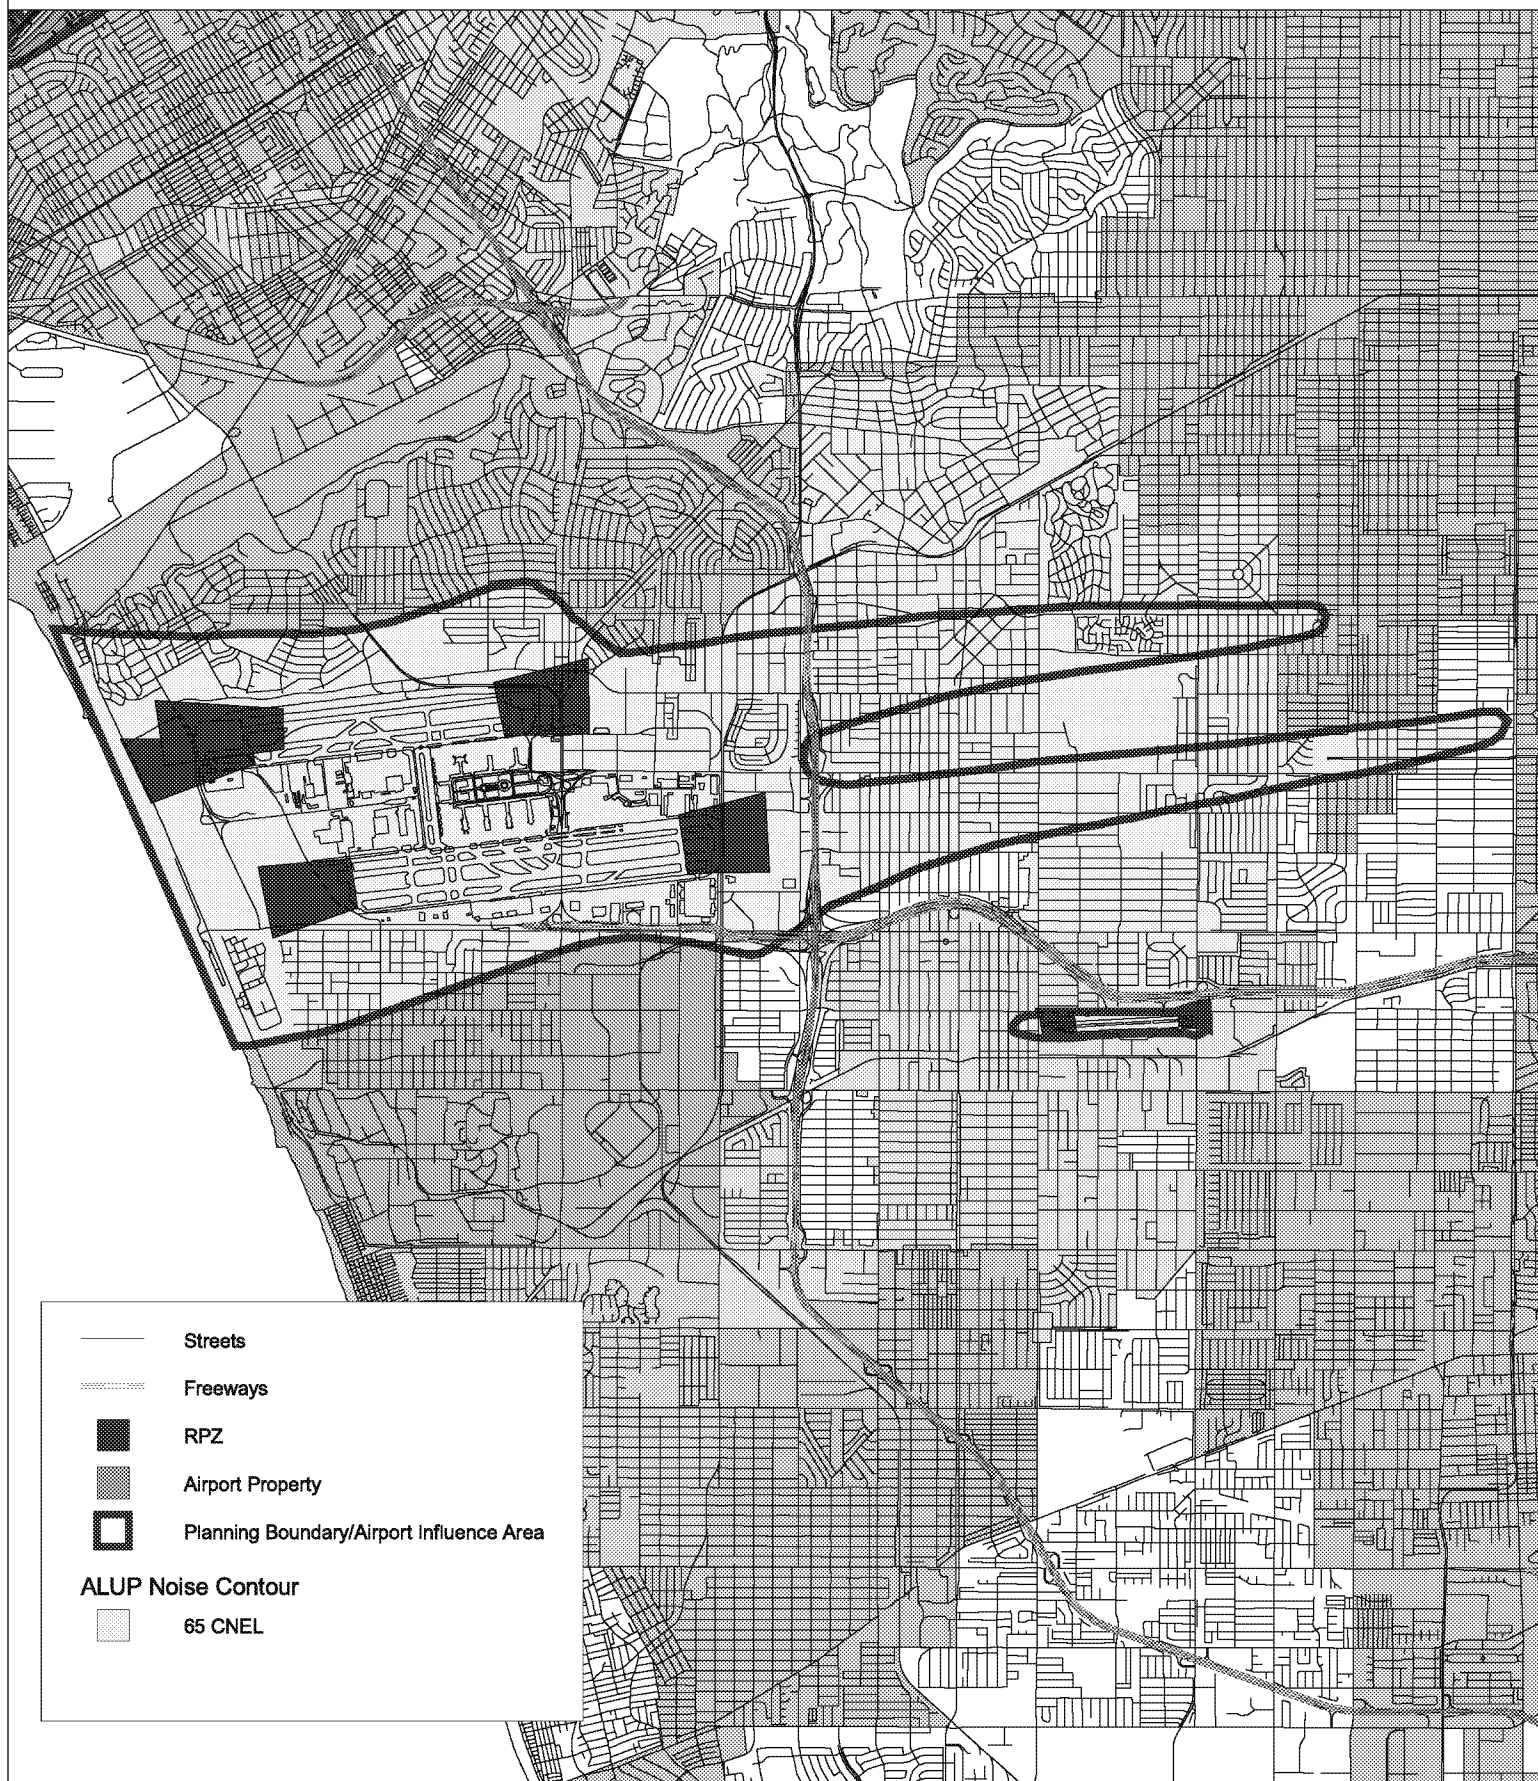 Streets
Freeways
RPZ
Airport Property
Planning Boundary/Airport Influence Area
ALUP Noise Contour
65 CNEL